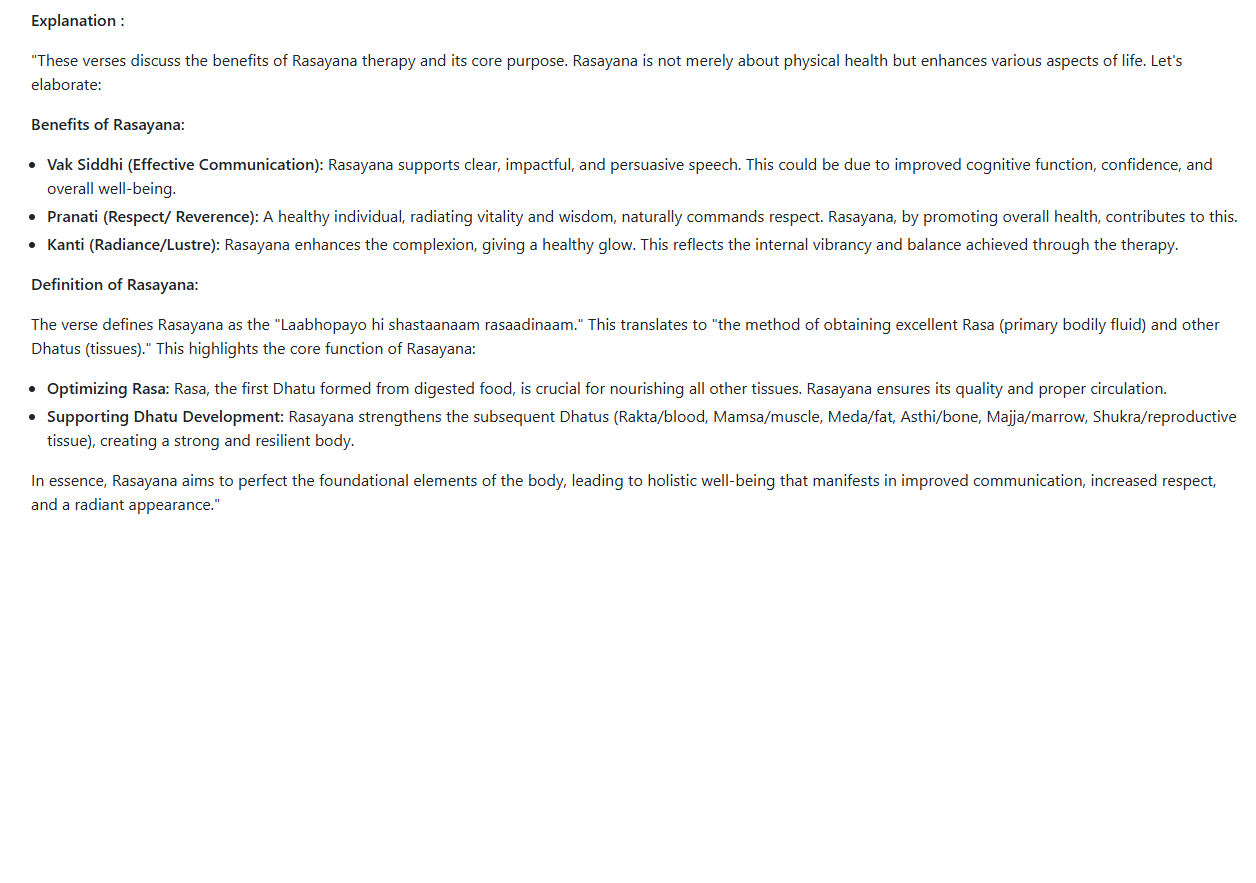 Explanation :
"These verses discuss the benefits of Rasayana therapy and its core purpose. Rasayana is not merely about physical health but enhances various aspects of life. Let's
elaborate:
Benefits of Rasayana:
• Vak Siddhi (Effective Communication): Rasayana supports clear, impactful, and persuasive speech. This could be due to improved cognitive function, confidence, and
overall well-being.
• Pranati (Respect/ Reverence): A healthy individual, radiating vitality and wisdom, naturally commands respect. Rasayana, by promoting overall health, contributes to this.
• Kanti (Radiance/Lustre): Rasayana enhances the complexion, giving a healthy glow. This reflects the internal vibrancy and balance achieved through the therapy.
Definition of Rasayana:
The verse defines Rasayana as the "Laabhopayo hi shastaanaam rasaadinaam." This translates to "the method of obtaining excellent Rasa (primary bodily fluid) and other
Dhatus (tissues)." This highlights the core function of Rasayana:
• Optimizing Rasa: Rasa, the first Dhatu formed from digested food, is crucial for nourishing all other tissues. Rasayana ensures its quality and proper circulation.
• Supporting Dhatu Development: Rasayana strengthens the subsequent Dhatus (Rakta/blood, Mamsa/muscle, Meda/fat, Asthi/bone, Majja/marrow, Shukra/reproductive
tissue), creating a strong and resilient body.
In essence, Rasayana aims to perfect the foundational elements of the body, leading to holistic well-being that manifests in improved communication, increased respect,
and a radiant appearance."